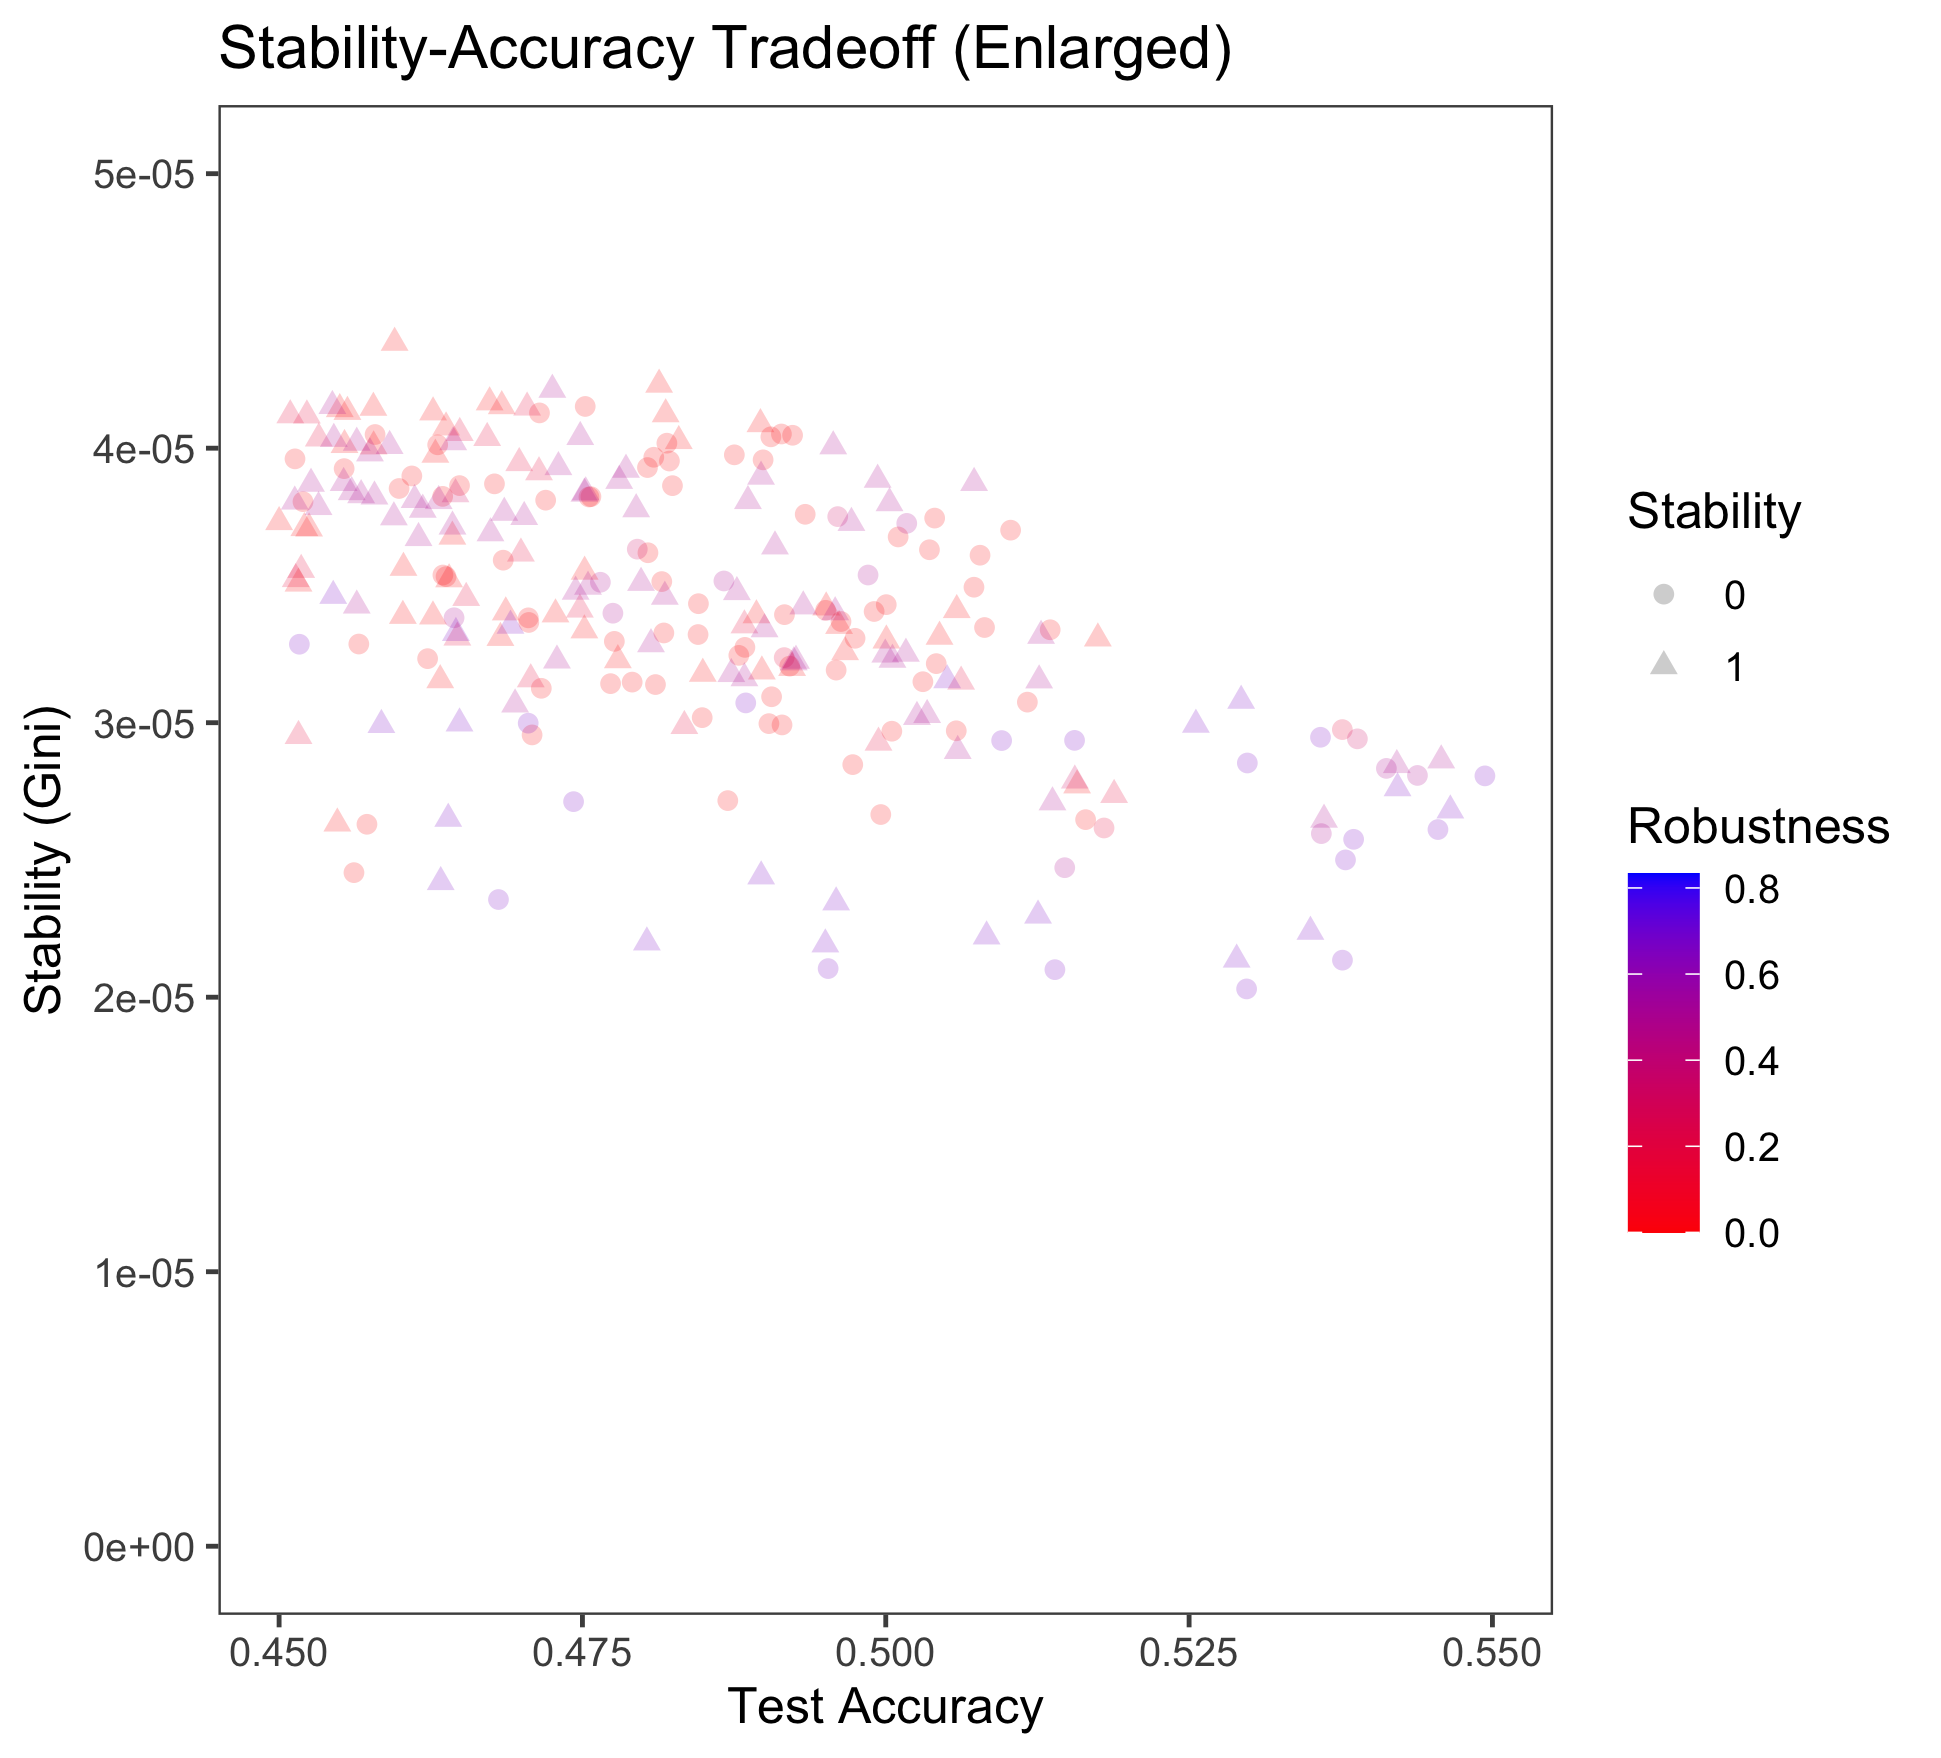 Stability-Accuracy Tradeoff (Enlarged)
5e-05
4e-05
3e-05
2e-05
1e-05
0e+00
Stability (Gini)
0.450
0.475
0.500
0.525
0.550
Test Accuracy
Stability
0
1
Robustness
0.8
0.6
0.4
0.2
0.0